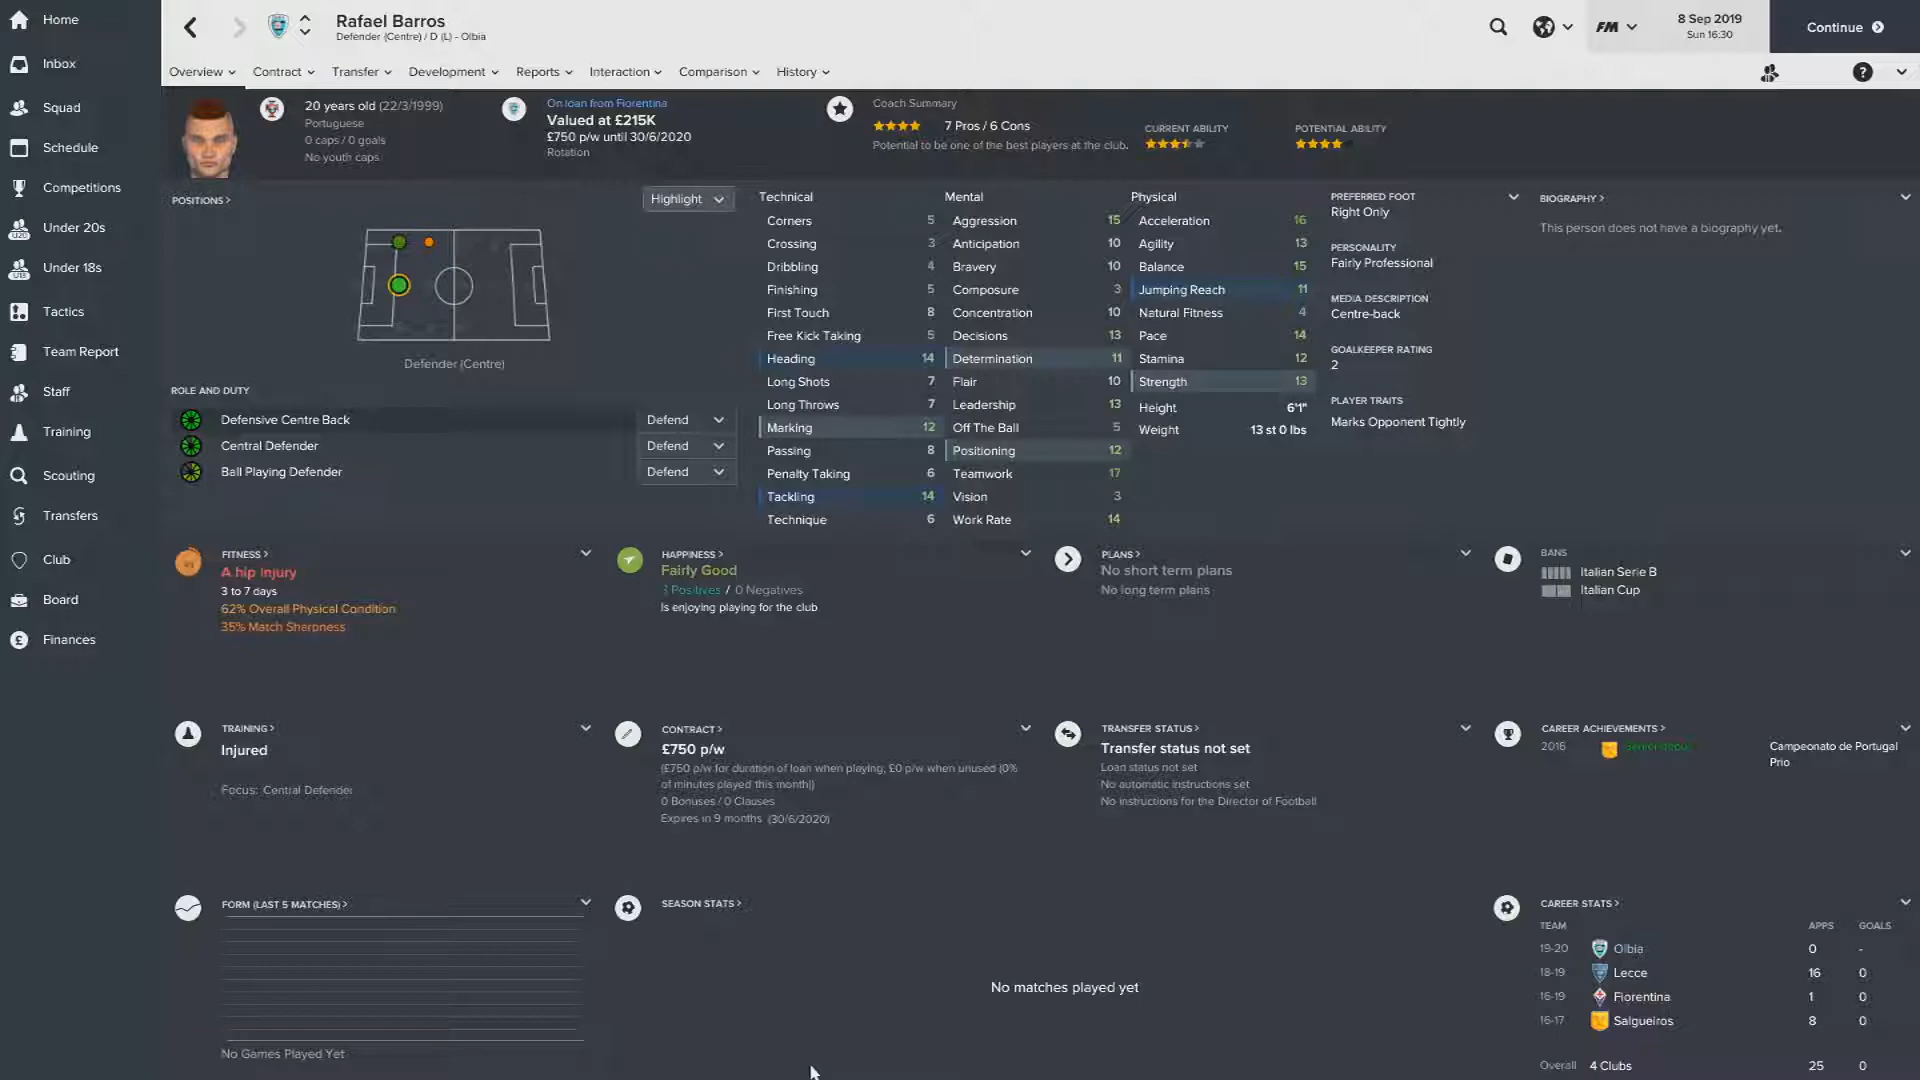 Home
Inbox
Squad
Schedule
Competitions
Under 20s
Under 18s
Tactics
Team Report
Staff
Training
Scouting
Transfers
Club
Board
Finances
Rafael Barros
Defender (Centre) / D (L) - Olbia
FM
8 Sep 2019
Sun 16:30
Continue
Overview Contract Transfer Development Reports Interaction Comparison History
20 years old (22/3/1999)
Portuguese
0 caps / 0 goals
No youth caps
On loan from Fiorentina
Valued at £215K
£750 p/w until 30/6/2020
Rotation
Coach Summary
7 Pros / 6 Cons
Potential to be one of the best players at the club.
CURRENT ABILITY
POTENTIAL ABILITY
POSITIONS >
Highlight
Defender (Centre)
ROLE AND DUTY
Defensive Centre Back Defend
Central Defender Defend
Ball Playing Defender Defend
Technical
Corners 5
Crossing 3
Dribbling 4
Finishing 5
First Touch 8
Free Kick Taking 5
Heading 14
Long Shots 7
Long Throws 7
Marking 12
Passing 8
Penalty Taking 6
Tackling 14
Technique 6
Mental
Aggression 15
Anticipation 10
Bravery 10
Composure 3
Concentration 10
Decisions 13
Determination 11
Flair 10
Leadership 13
Off The Ball 5
Positioning 12
Teamwork 17
Vision 3
Work Rate 14
Physical
Acceleration 16
Agility 13
Balance 15
Jumping Reach 11
Natural Fitness 4
Pace 14
Stamina 12
Strength 13
Height 6'1"
Weight 13 st 0 lbs
PREFERRED FOOT
Right Only
PERSONALITY
Fairly Professional
MEDIA DESCRIPTION
Centre-back
GOALKEEPER RATING
2
PLAYER TRAITS
Marks Opponent Tightly
BIOGRAPHY >
This person does not have a biography yet.
FITNESS >
A hip injury
3 to 7 days
62% Overall Physical Condition
35% Match Sharpness
HAPPINESS >
Fairly Good
3 Positives / 0 Negatives
Is enjoying playing for the club
PLANS >
No short term plans
No long term plans
BANS
Italian Serie B
Italian Cup
TRAINING >
Injured
Focus: Central Defender
CONTRACT >
£750 p/w
(£750 p/w for duration of loan when playing, £0 p/w when unused (0%
of minutes played this month))
0 Bonuses / 0 Clauses
Expires in 9 months (30/6/2020)
TRANSFER STATUS >
Transfer status not set
Loan status not set
No automatic instructions set
No instructions for the Director of Football
CAREER ACHIEVEMENTS >
2016 Campeonato de Portugal
Prio
FORM (LAST 5 MATCHES) >
No Games Played Yet
SEASON STATS >
No matches played yet
CAREER STATS >
TEAM APPS GOALS
19-20 Olbia 0 -
18-19 Lecce 16 0
16-19 Fiorentina 1 0
16-17 Salgueiros 8 0
Overall 4 Clubs 25 0